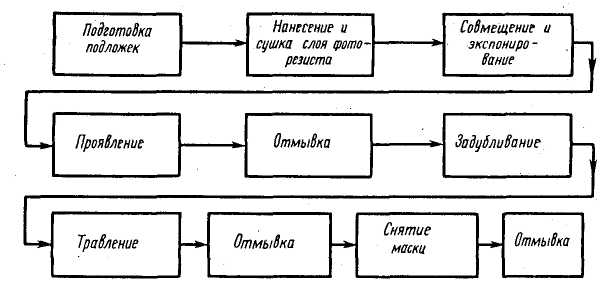 Подготовка
подложек
Нанесение и
сушка слоя фото-
резиста
Совмещение и
экспониро-
вание
Проявление
Отмывка
Задубливание
Травление
Отмывка
Снятие
маски
Отмывка